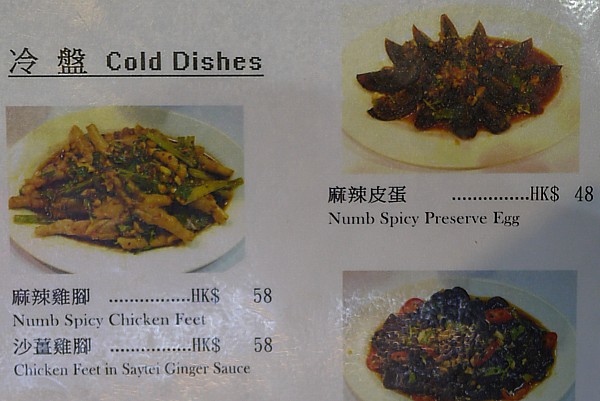 冷盤 Cold Dishes
麻辣雞腳 .................HK$ 58
Numb Spicy Chicken Feet
沙薑雞腳 .................HK$ 58
Chicken Feet in Saytei Ginger Sauce
麻辣皮蛋 ................HK$ 48
Numb Spicy Preserve Egg